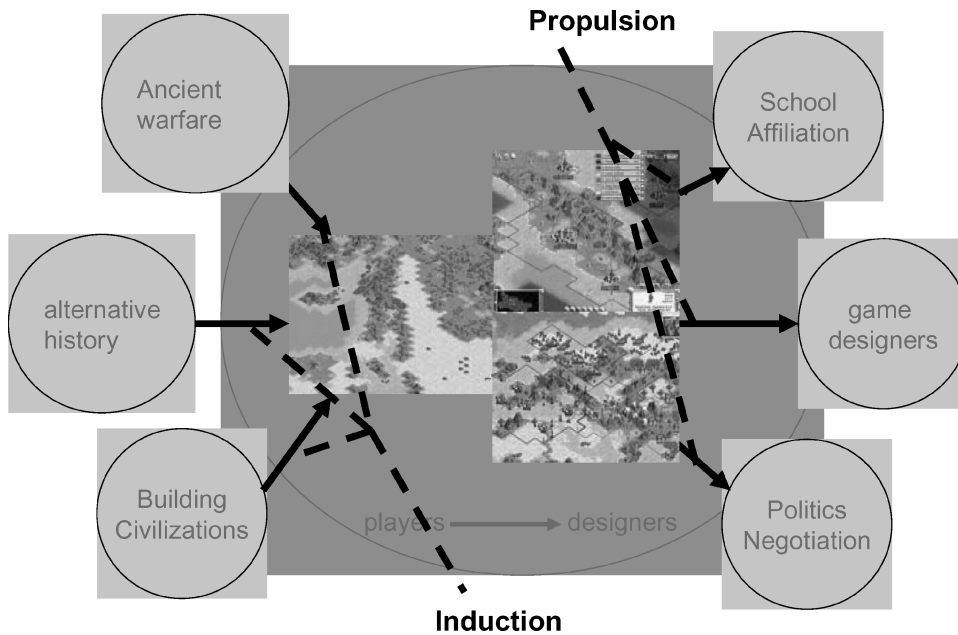 Propulsion
Ancient
warfare
School
Affiliation
alternative
history
game
designers
Building
Civilizations
Politics
Negotiation
players
designers
Induction